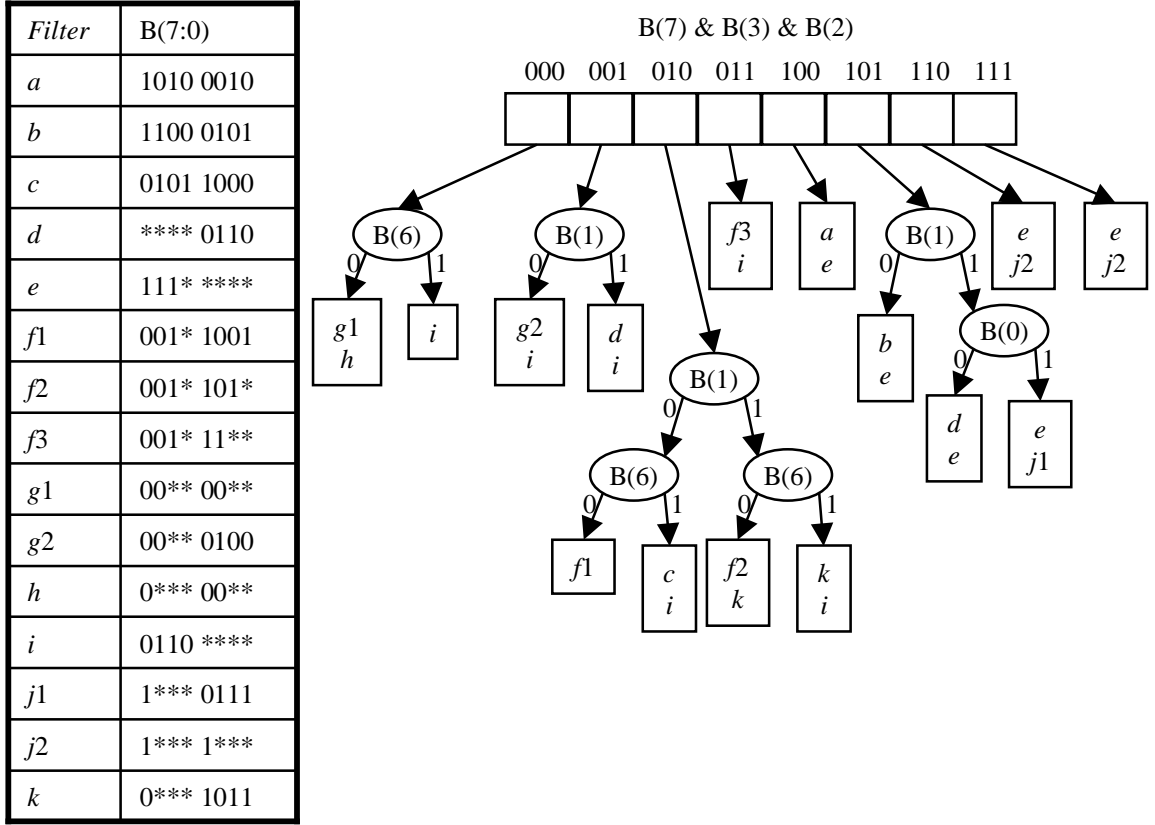 Filter B(7:0)
a 1010 0010
b 1100 0101
c 0101 1000
d **** 0110
e 111* ****
f1 001* 1001
f2 001* 101*
f3 001* 11**
g1 00** 00**
g2 00** 0100
h 0*** 00**
i 0110 ****
j1 1*** 0111
j2 1*** 1***
k 0*** 1011
B(7) & B(3) & B(2)
000 001 010 011 100 101 110 111
B(6) B(1) f3 a B(1) e e
i e j2 j2
0 1 0 1 0 1
g1 i g2 d b B(0)
h i i e
0 1
B(1) d e
e j1
0 1
B(6) B(6)
0 1 0 1
f1 c f2 k
i k i